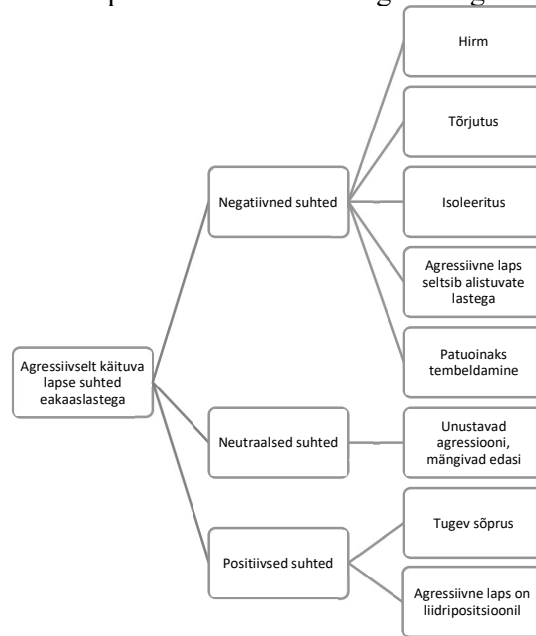 Agressiivselt käituva
lapse suhted
eakaaslastega
Negatiivned suhted
Hirm
Tõrjutus
Isoleeritus
Agressiivne laps
seltsib alistuvate
lastega
Patuoinaks
tembeldamine
Neutraalsed suhted
Unustavad
agressiooni,
mängivad edasi
Positiivsed suhted
Tugev sõprus
Agressiivne laps on
liidripositsioonil